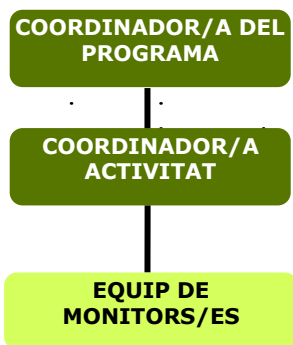 COORDINADOR/A DEL
PROGRAMA
COORDINADOR/A
ACTIVITAT
EQUIP DE
MONITORS/ES